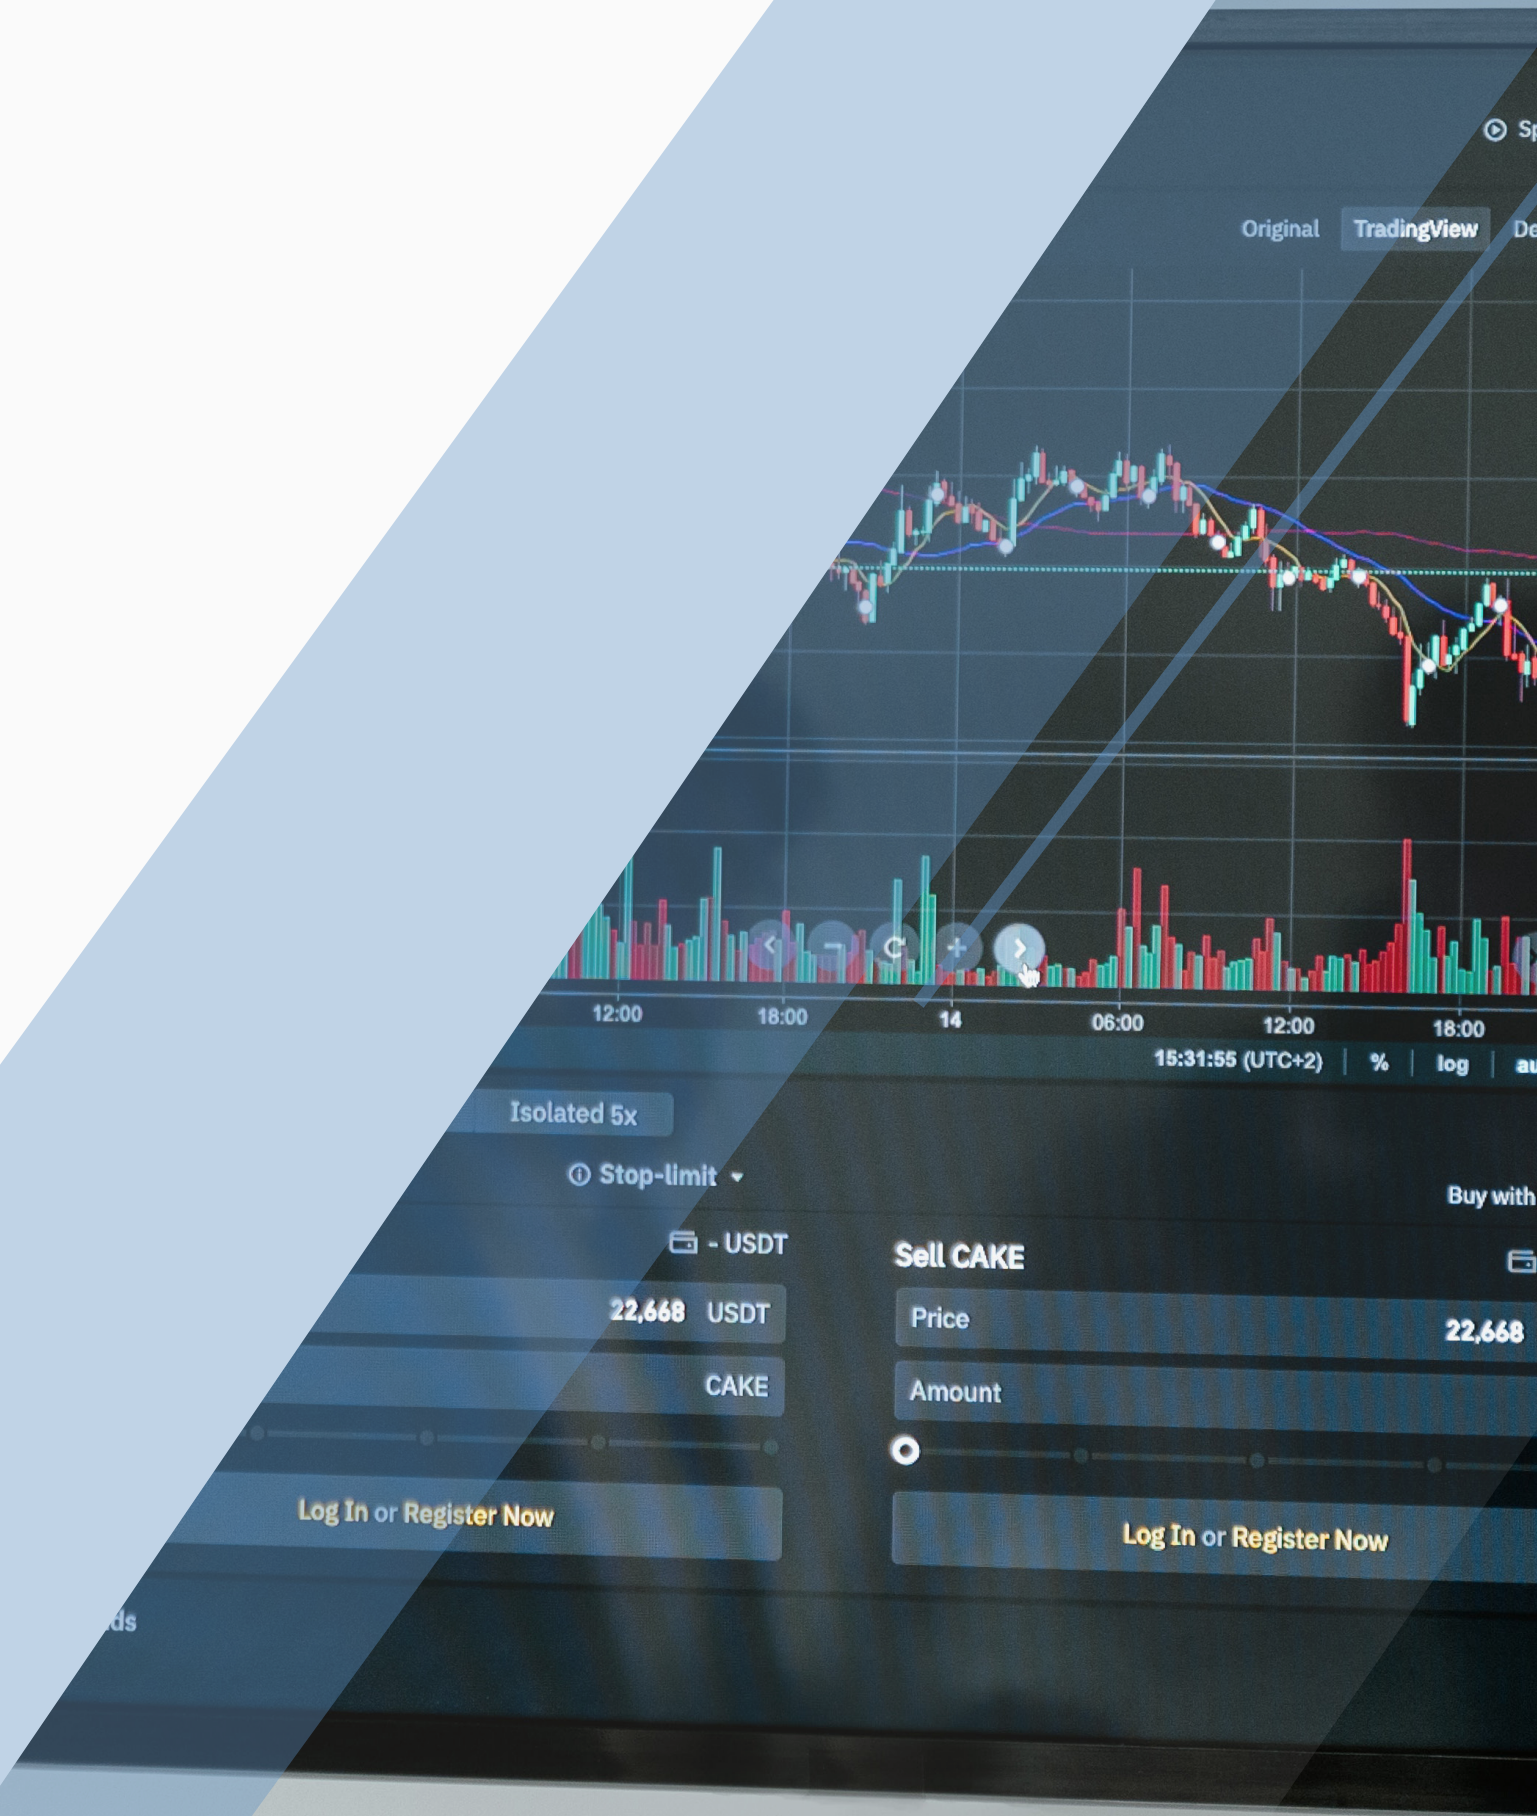 Original TradingView
12:00 18:00 14 06:00 12:00 18:00
15:31:55 (UTC+2) % log
Isolated 5x
Stop-limit
Buy with
- USDT
Sell CAKE
22,668 USDT
Price 22,668
CAKE
Amount
Log In or Register Now
Log In or Register Now